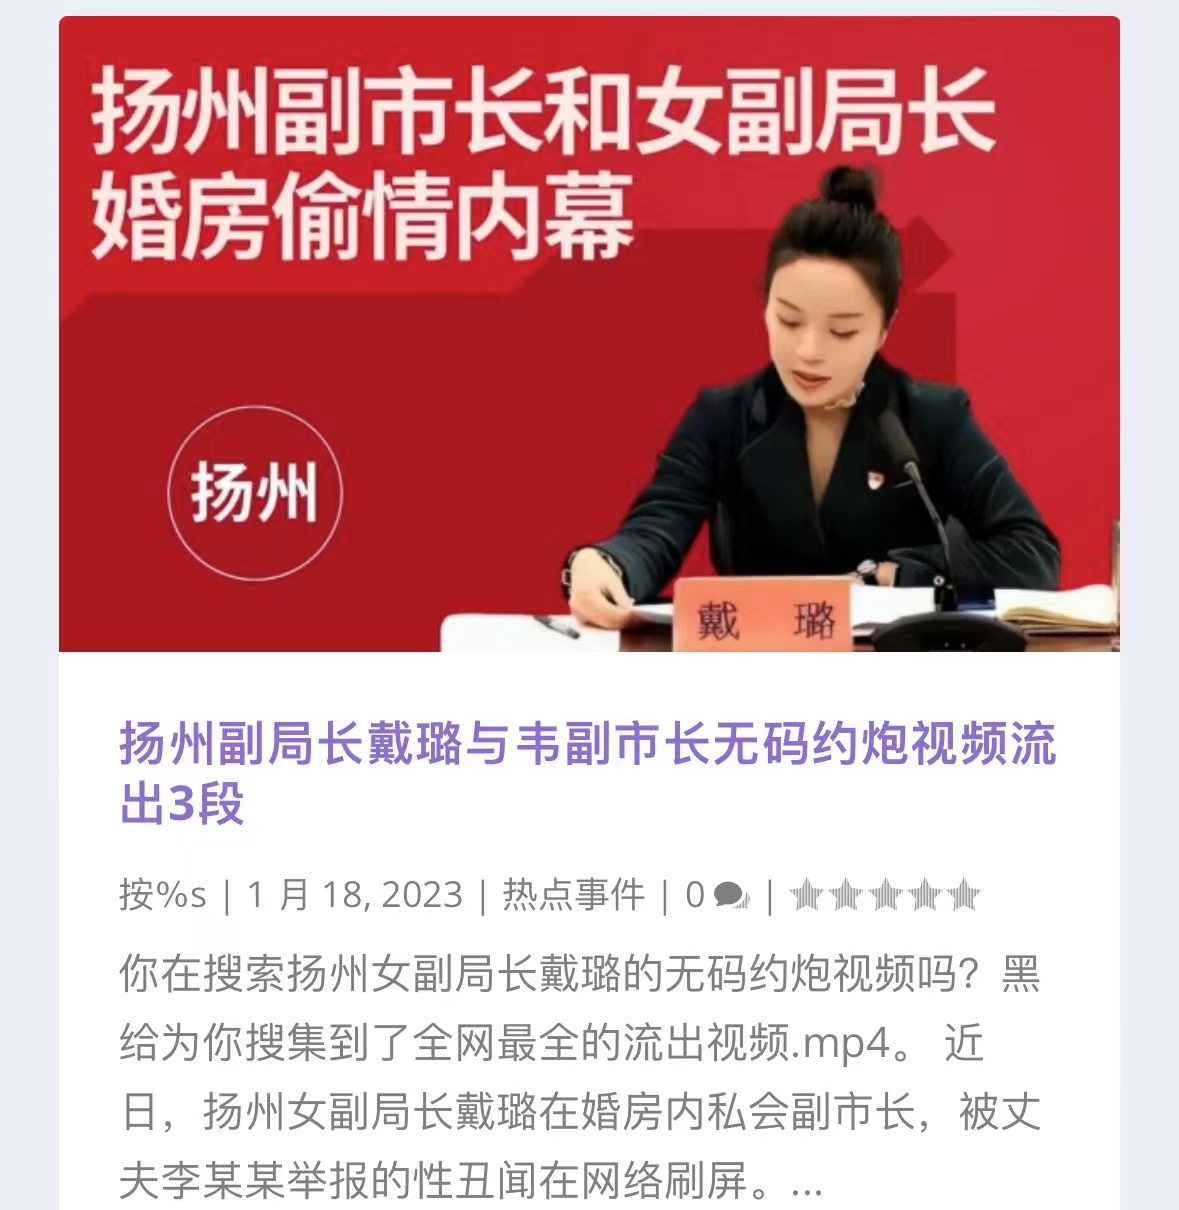 扬州副市长和女副局长
婚房偷情内幕
扬州
戴 璐
扬州副局长戴璐与韦副市长无码约炮视频流
出3段
按%s | 1 月 18, 2023 | 热点事件 | 0 |
你在搜索扬州女副局长戴璐的无码约炮视频吗？黑
给为你搜集到了全网最全的流出视频.mp4。 近
日，扬州女副局长戴璐在婚房内私会副市长，被丈
夫李某某举报的性丑闻在网络刷屏。...